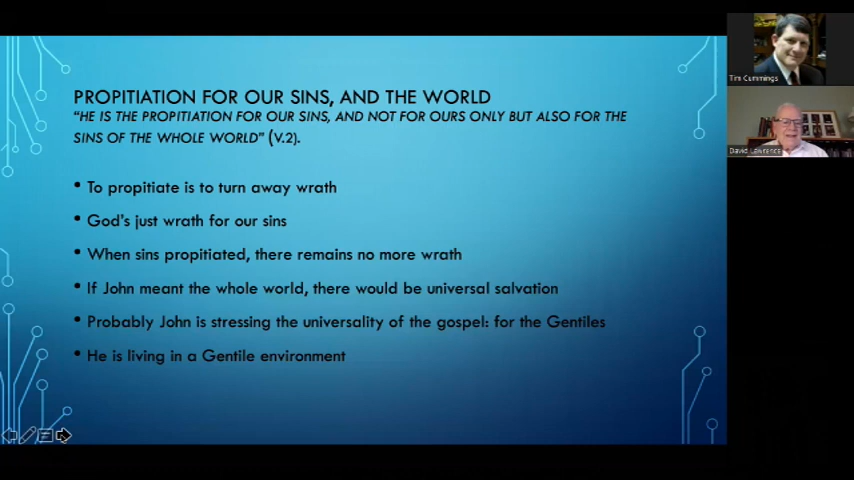 PROPITIATION FOR OUR SINS, AND THE WORLD
"HE IS THE PROPITIATION FOR OUR SINS, AND NOT FOR OURS ONLY BUT ALSO FOR THE
SINS OF THE WHOLE WORLD" (V.2).
• To propitiate is to turn away wrath
• God's just wrath for our sins
• When sins propitiated, there remains no more wrath
• If John meant the whole world, there would be universal salvation
• Probably John is stressing the universality of the gospel: for the Gentiles
• He is living in a Gentile environment
Tim Cummings
David Lawrence